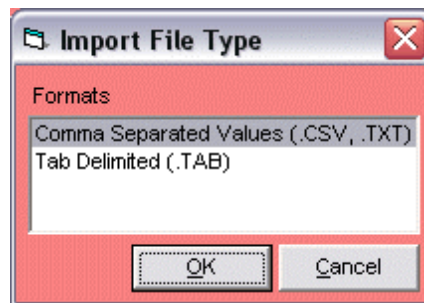 Import File Type
Formats
Comma Separated Values (.CSV, .TXT)
Tab Delimited (.TAB)
OK Cancel